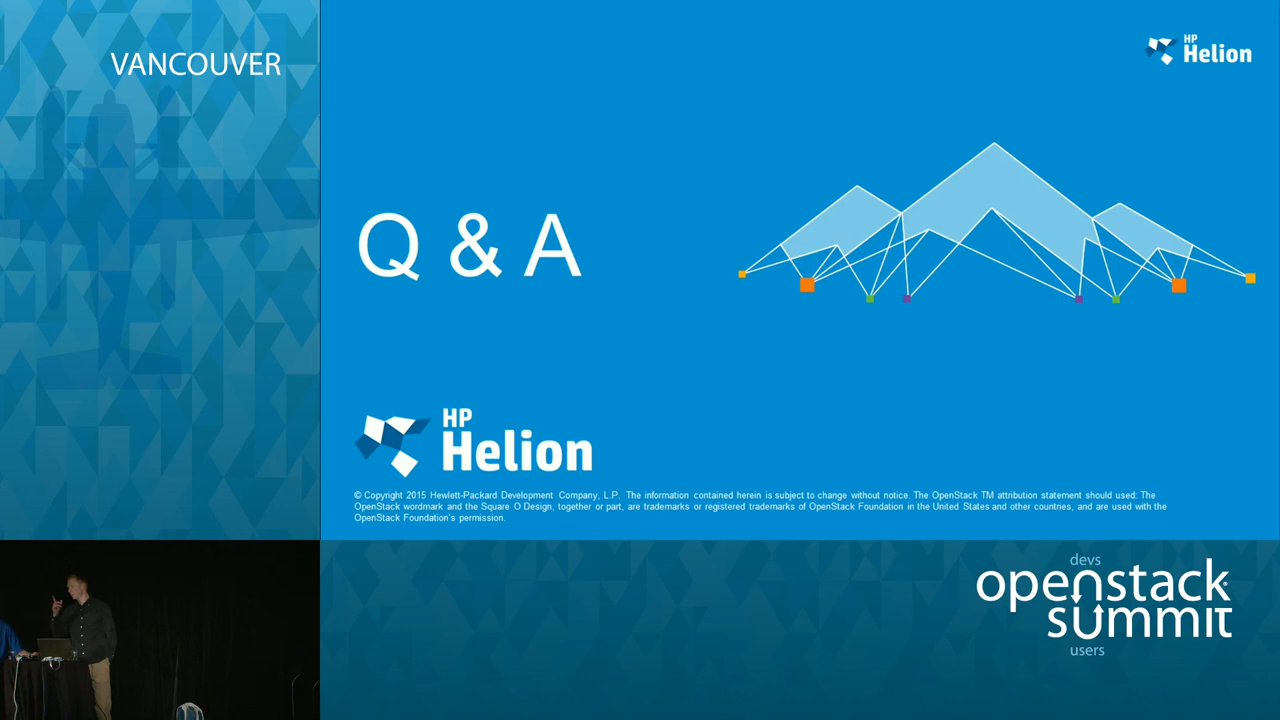 VANCOUVER
HP
Helion
Q & A
HP
Helion
© Copyright 2015 Hewlett-Packard Development Company, L.P. The information contained herein is subject to change without notice. The OpenStack TM attribution statement should used: The
OpenStack wordmark and the Square O Design, together or part, are trademarks or registered trademarks of OpenStack Foundation in the United States and other countries, and are used with the
OpenStack Foundation's permission.
devs
openstack
summit
users